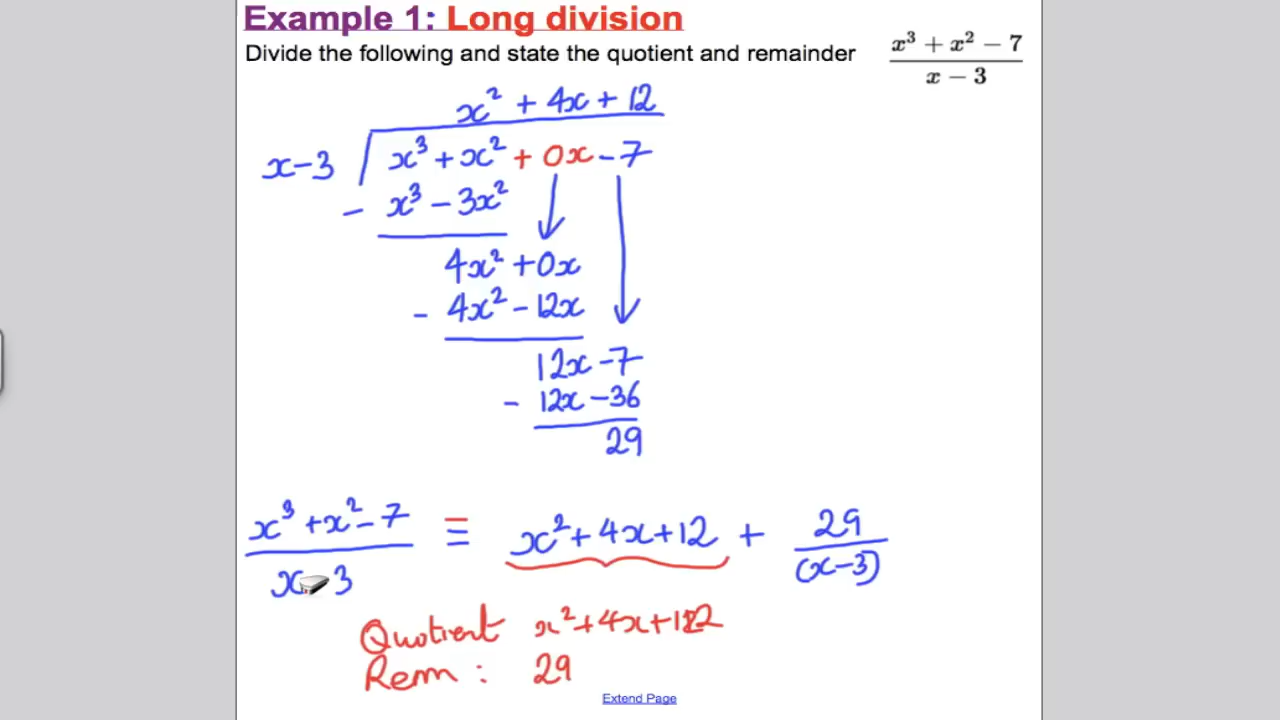 Example 1: Long division
Divide the following and state the quotient and remainder
x³ + x² − 7
x − 3
x² + 4x + 12
x−3 x³ + x² + 0x − 7
− x³ − 3x²
4x² + 0x
− 4x² − 12x
12x − 7
− 12x − 36
29
x³ + x² − 7 ≡ x² + 4x + 12 + 29
x 3 (x−3)
Quotient x² + 4x + 12
Rem : 29
Extend Page